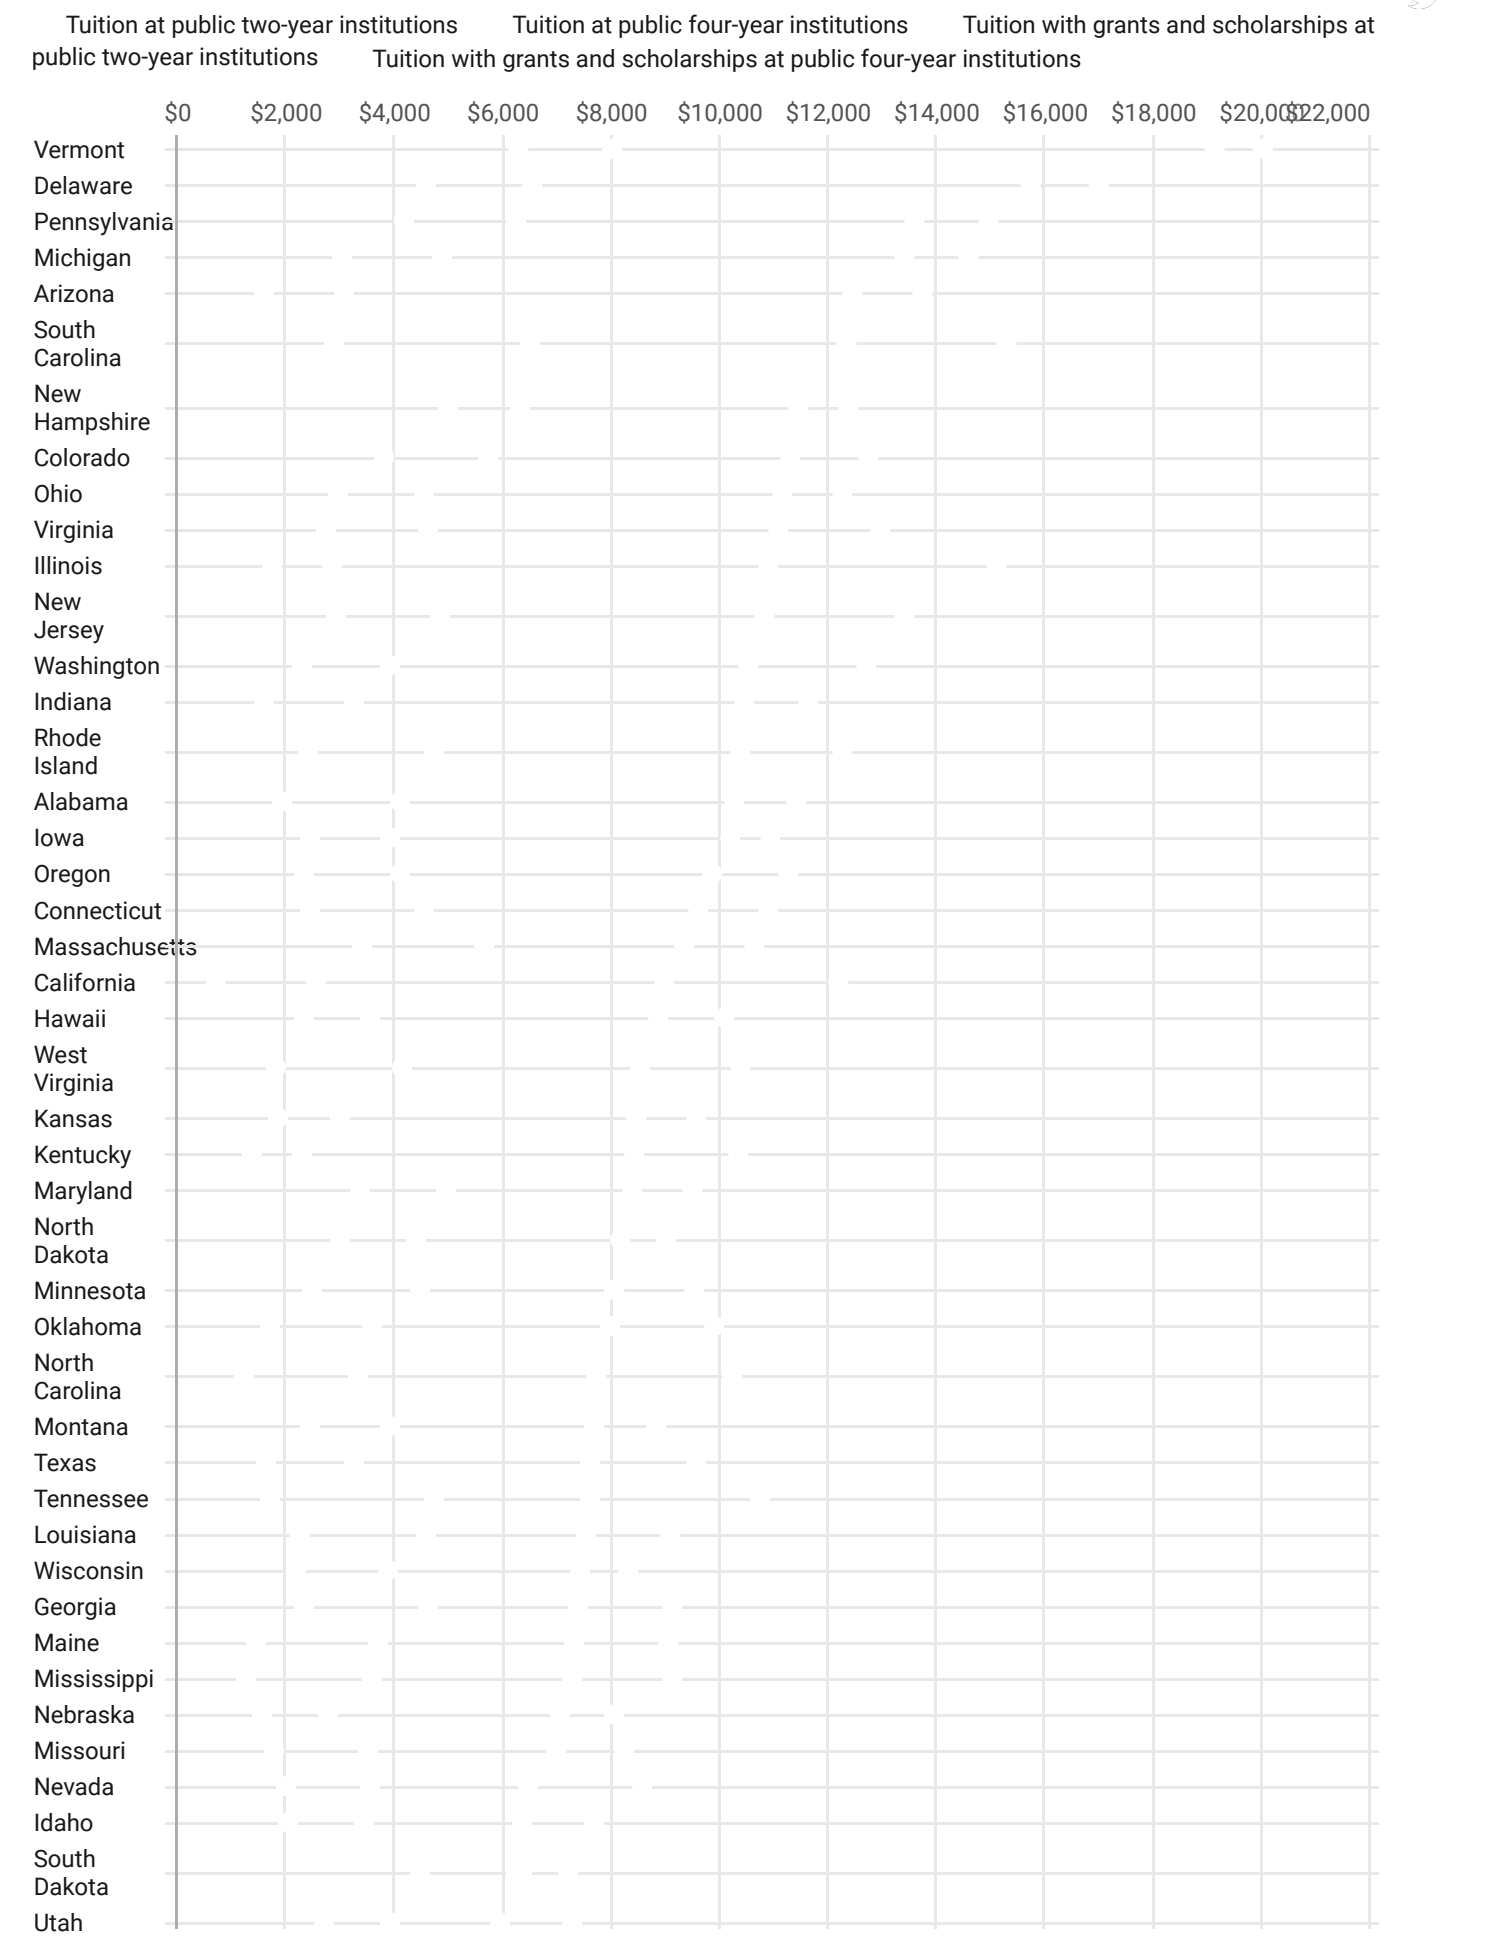 Tuition at public two-year institutions Tuition at public four-year institutions Tuition with grants and scholarships at
public two-year institutions Tuition with grants and scholarships at public four-year institutions
$0 $2,000 $4,000 $6,000 $8,000 $10,000 $12,000 $14,000 $16,000 $18,000 $20,000 $22,000
Vermont
Delaware
Pennsylvania
Michigan
Arizona
South
Carolina
New
Hampshire
Colorado
Ohio
Virginia
Illinois
New
Jersey
Washington
Indiana
Rhode
Island
Alabama
Iowa
Oregon
Connecticut
Massachusetts
California
Hawaii
West
Virginia
Kansas
Kentucky
Maryland
North
Dakota
Minnesota
Oklahoma
North
Carolina
Montana
Texas
Tennessee
Louisiana
Wisconsin
Georgia
Maine
Mississippi
Nebraska
Missouri
Nevada
Idaho
South
Dakota
Utah